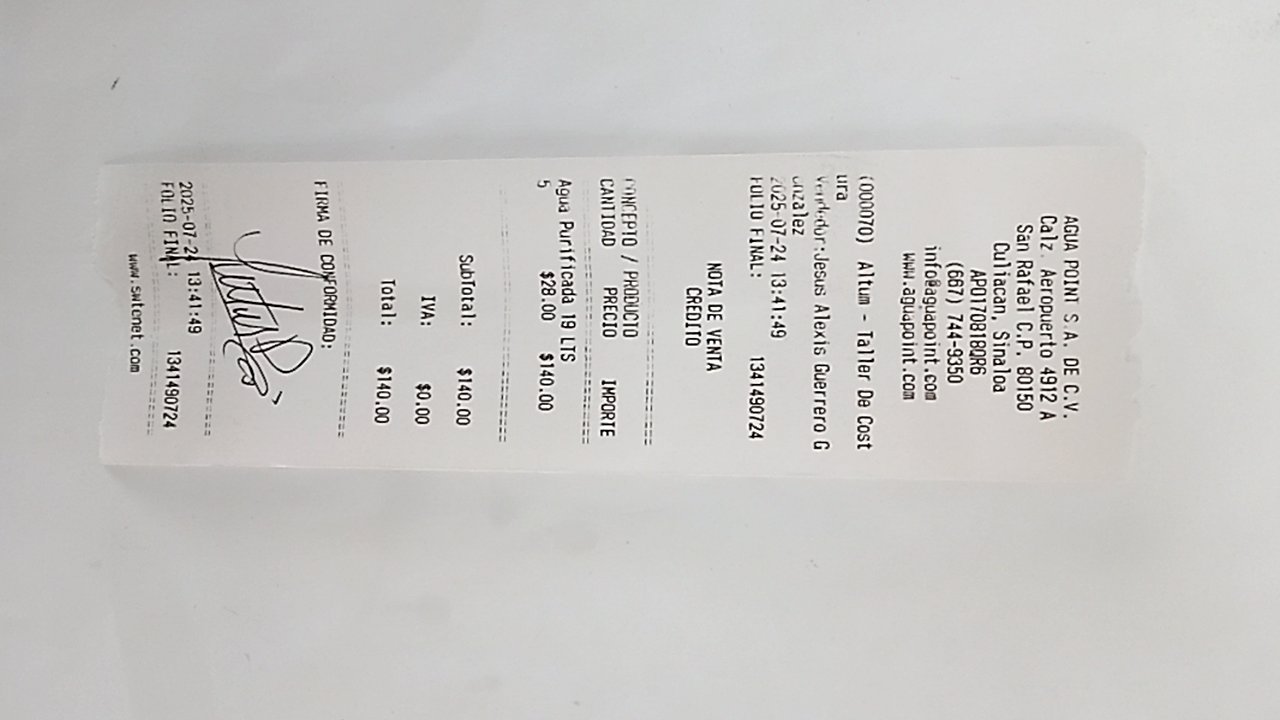 AGUA POINT S.A. DE C.V.
Calz. Aeropuerto 4912 A
San Rafael C.P. 80150
Culiacan, Sinaloa
APO170818QR6
(667) 744-9350
info@aguapoint.com
www.aguapoint.com
(000070) Altum - Taller De Cost
ura
Vendedor:Jesus Alexis Guerrero G
onzalez
2025-07-24 13:41:49
FOLIO FINAL: 1341490724
NOTA DE VENTA
CREDITO
CONCEPTO / PRODUCTO
CANTIDAD PRECIO IMPORTE
Agua Purificada 19 LTS
5 $28.00 $140.00
SubTotal: $140.00
IVA: $0.00
Total: $140.00
FIRMA DE CONFORMIDAD:
2025-07-24 13:41:49
FOLIO FINAL: 1341490724
www.swtenet.com